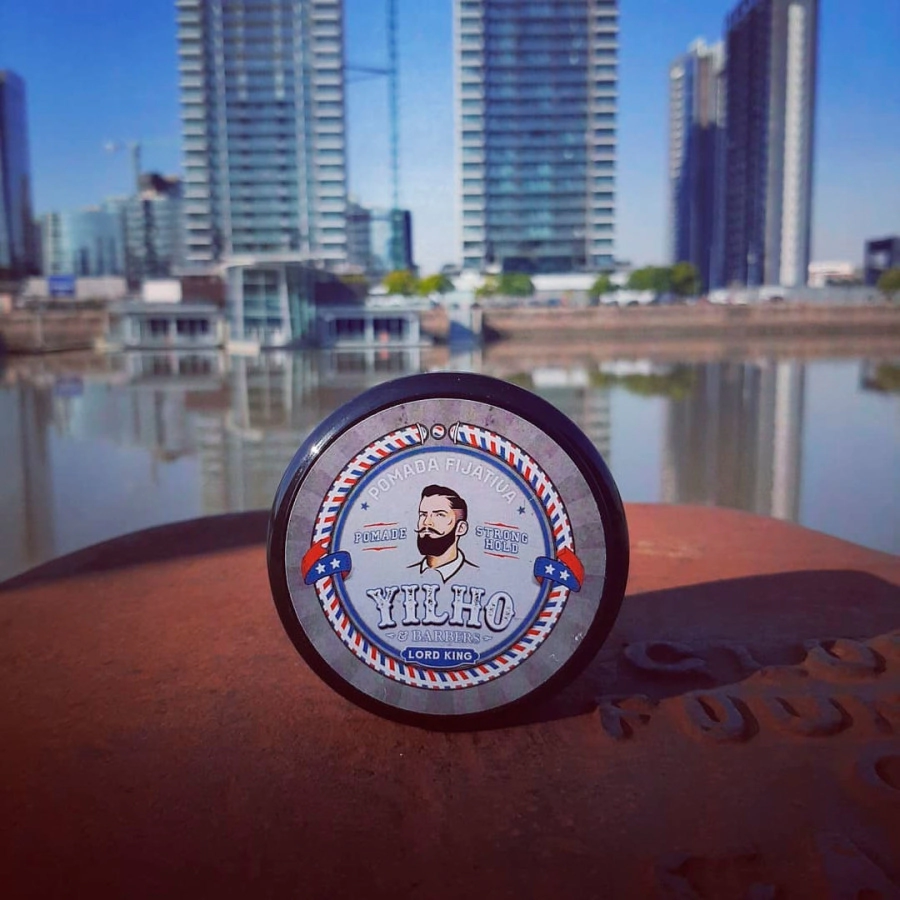 POMADA FIJATIVA
POMADE
STRONG
HOLD
YILHO
& BARBERS
LORD KING